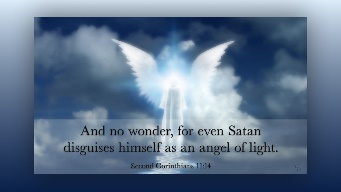 And no wonder, for even Satan
disguises himself as an angel of light.
Second Corinthians 11:14